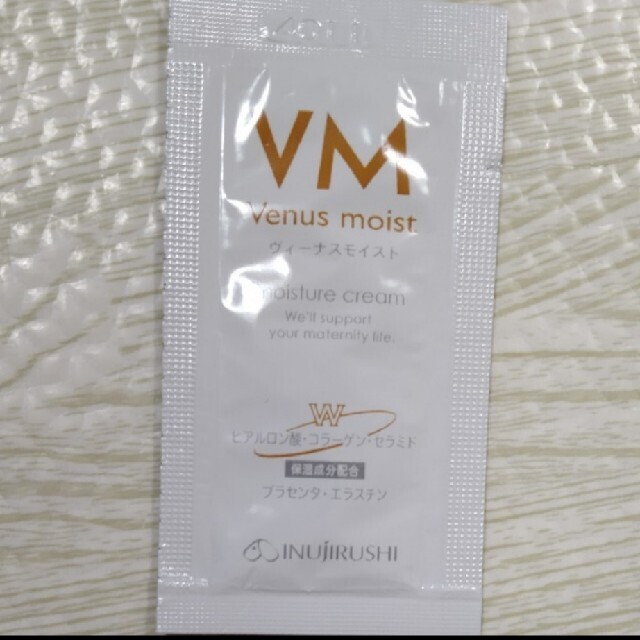 VM
Venus moist
ヴィーナスモイスト
moisture cream
We'll support
your maternity life
W
ヒアルロン酸・コラーゲン・セラミド
保湿成分配合
プラセンタ・エラスチン
INUJIRUSHI